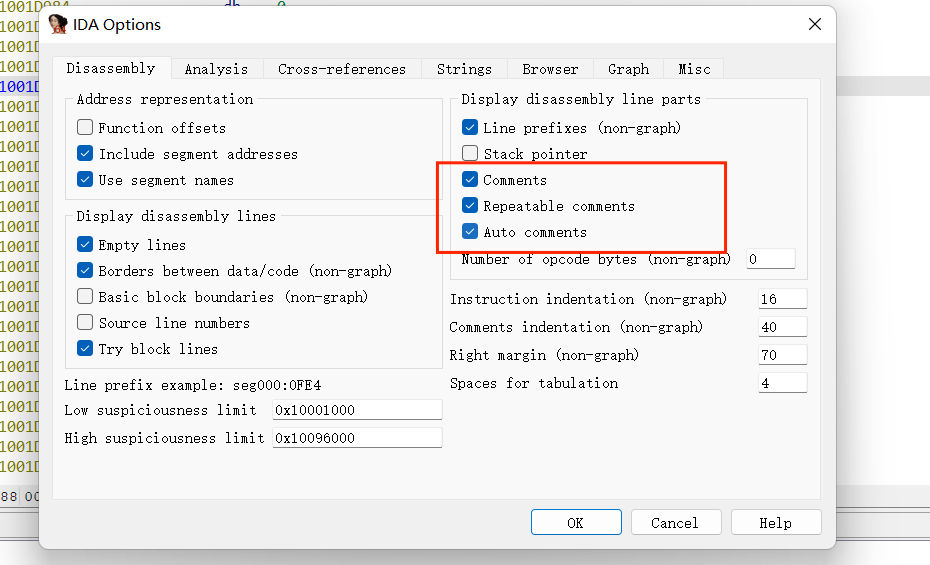 1001D984 db 0
IDA Options
Disassembly Analysis Cross-references Strings Browser Graph Misc
Address representation
Function offsets
Include segment addresses
Use segment names
Display disassembly lines
Empty lines
Borders between data/code (non-graph)
Basic block boundaries (non-graph)
Source line numbers
Try block lines
Line prefix example: seg000:0FE4
Low suspiciousness limit 0x10001000
High suspiciousness limit 0x10096000
Display disassembly line parts
Line prefixes (non-graph)
Stack pointer
Comments
Repeatable comments
Auto comments
Number of opcode bytes (non-graph) 0
Instruction indentation (non-graph) 16
Comments indentation (non-graph) 40
Right margin (non-graph) 70
Spaces for tabulation 4
OK Cancel Help